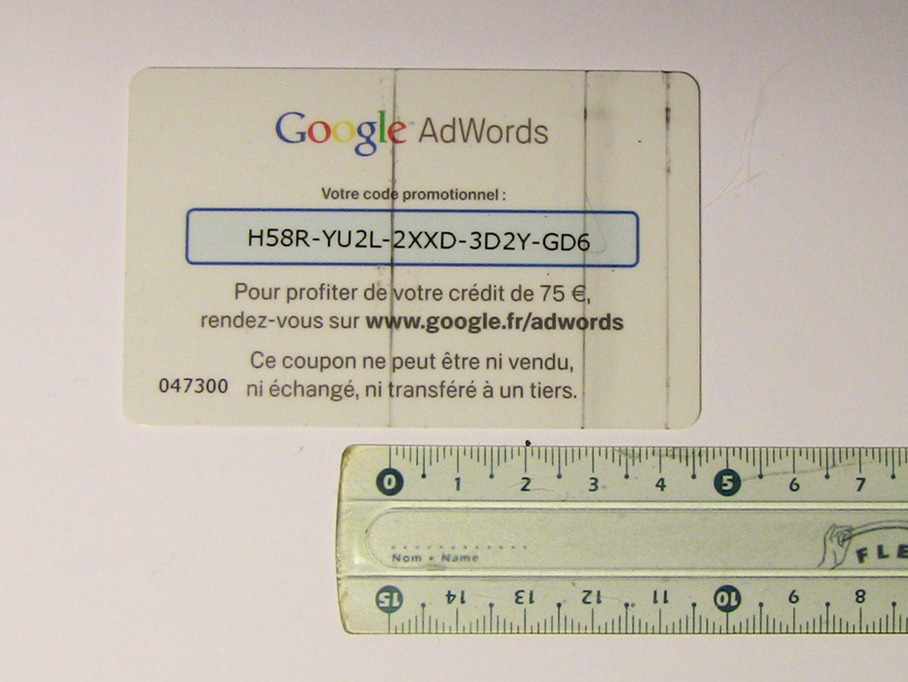 Google AdWords
Votre code promotionnel :
H58R-YU2L-2XXD-3D2Y-GD6
Pour profiter de votre crédit de 75 €,
rendez-vous sur www.google.fr/adwords
Ce coupon ne peut être ni vendu,
047300 ni échangé, ni transféré à un tiers.
0 1 2 3 4 5 6 7
Nom • Name
FLE
15 14 13 12 11 10 9 8